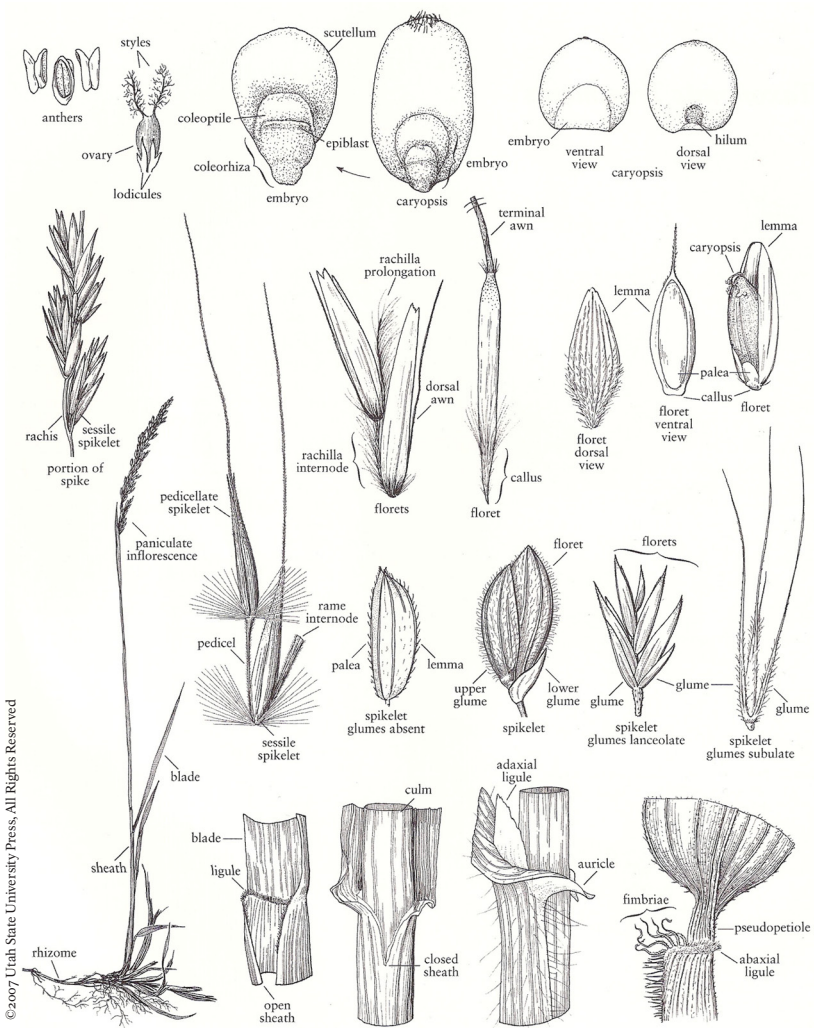 styles
scutellum
anthers
coleoptile
epiblast
ovary
coleorhiza
embryo
embryo
ventral
view
hilum
dorsal
view
lodicules
embryo
caryopsis
caryopsis
terminal
awn
lemma
rachilla
prolongation
caryopsis
lemma
dorsal
awn
palea
callus
floret
floret
ventral
view
floret
dorsal
view
rachis
sessile
spikelet
portion of
spike
rachilla
internode
callus
florets
floret
pedicellate
spikelet
paniculate
inflorescence
floret
florets
rame
internode
pedicel
palea
lemma
upper
glume
lower
glume
glume
glume
glume
spikelet
glumes absent
spikelet
spikelet
glumes lanceolate
spikelet
glumes subulate
sessile
spikelet
blade
culm
adaxial
ligule
blade
ligule
auricle
sheath
fimbriae
pseudopetiole
rhizome
closed
sheath
abaxial
ligule
open
sheath
©2007 Utah State University Press, All Rights Reserved